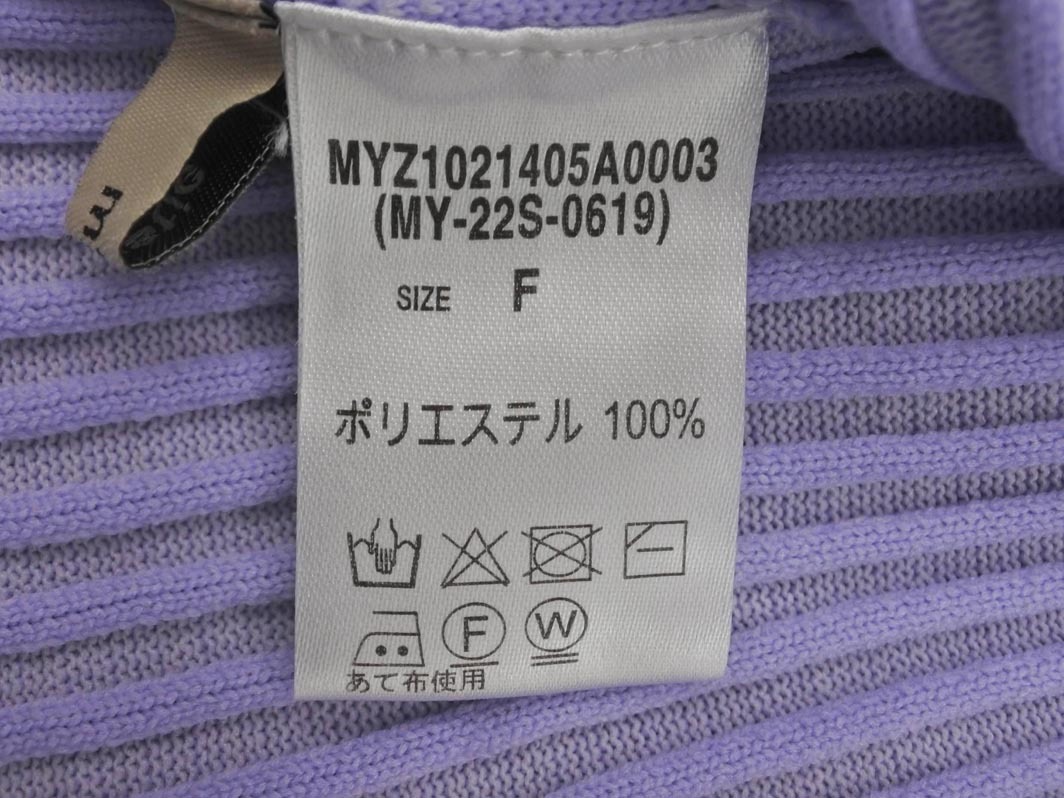 MYZ1021405A0003
(MY-22S-0619)
SIZE F
ポリエステル 100%
F W
あて布使用